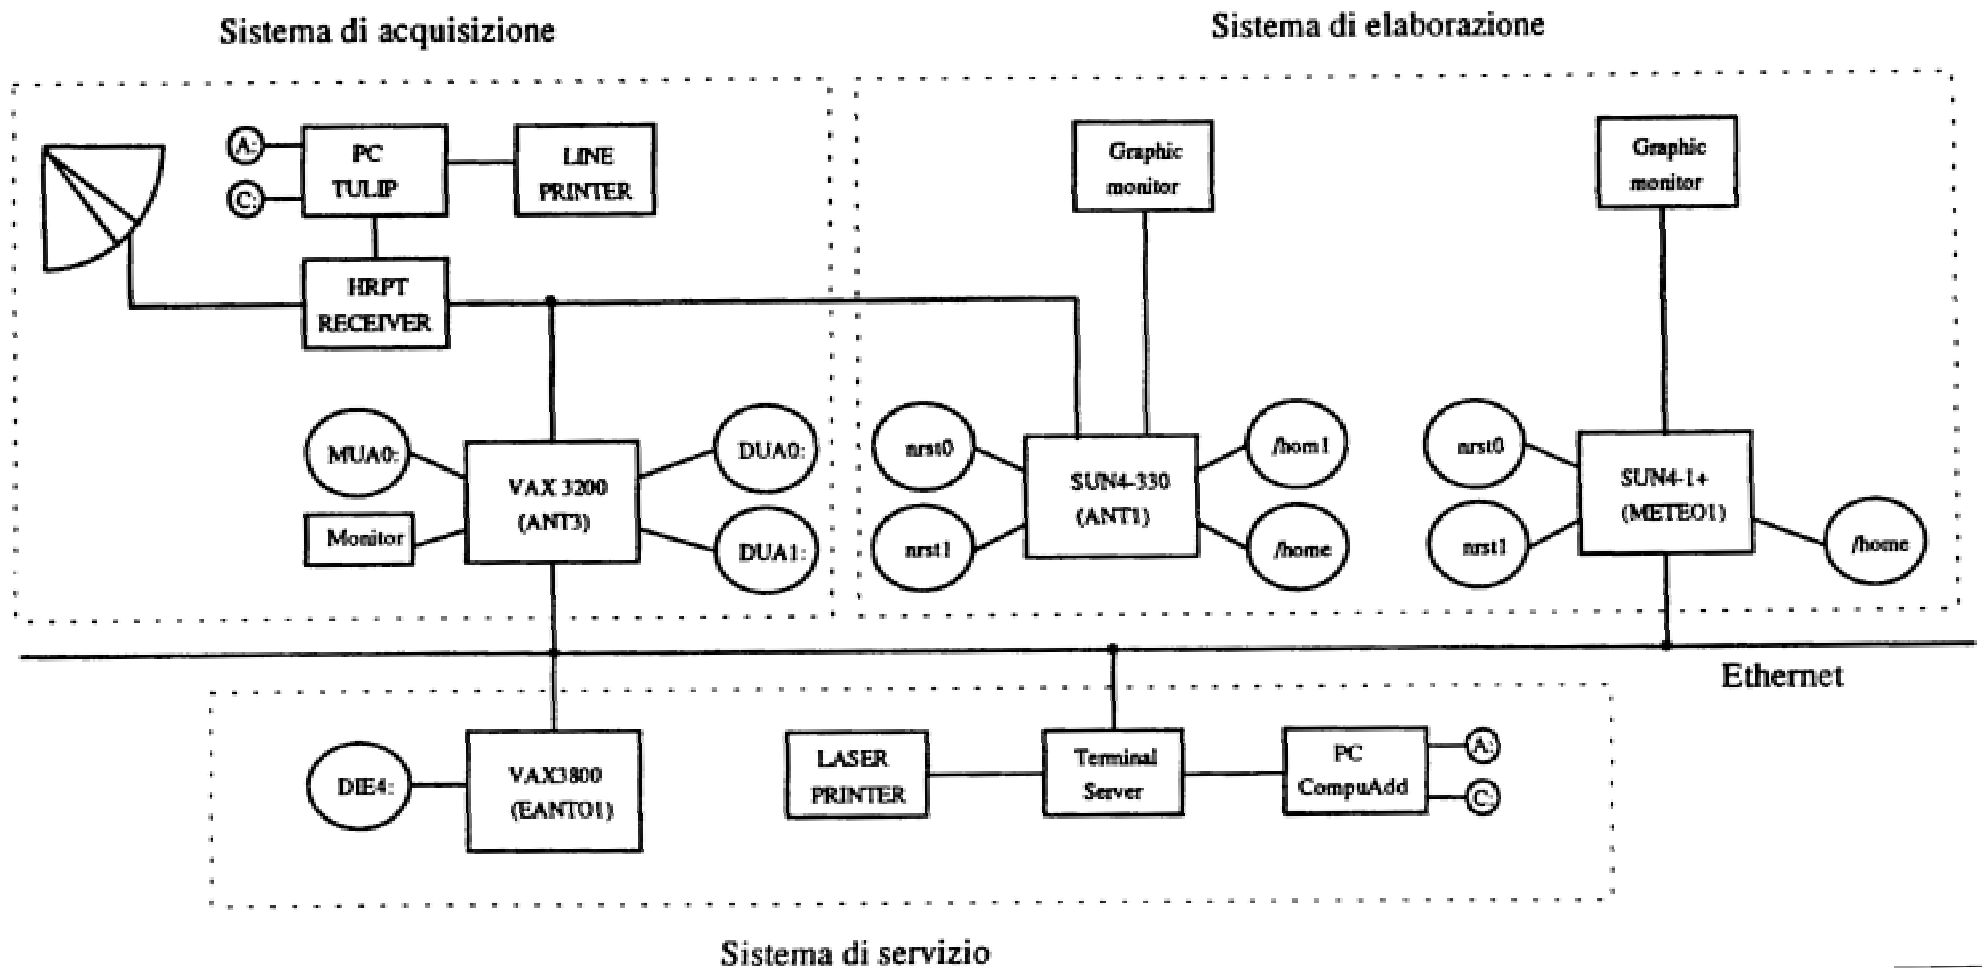 Sistema di acquisizione
Sistema di elaborazione
A:
C:
PC
TULIP
LINE
PRINTER
HRPT
RECEIVER
Graphic
monitor
Graphic
monitor
MUA0:
Monitor
VAX 3200
(ANT3)
DUA0:
DUA1:
nrst0
nrst1
SUN4-330
(ANT1)
/hom1
/home
nrst0
nrst1
SUN4-1+
(METEO1)
/home
Ethernet
DIE4:
VAX3800
(EANTO1)
LASER
PRINTER
Terminal
Server
PC
CompuAdd
A:
C:
Sistema di servizio